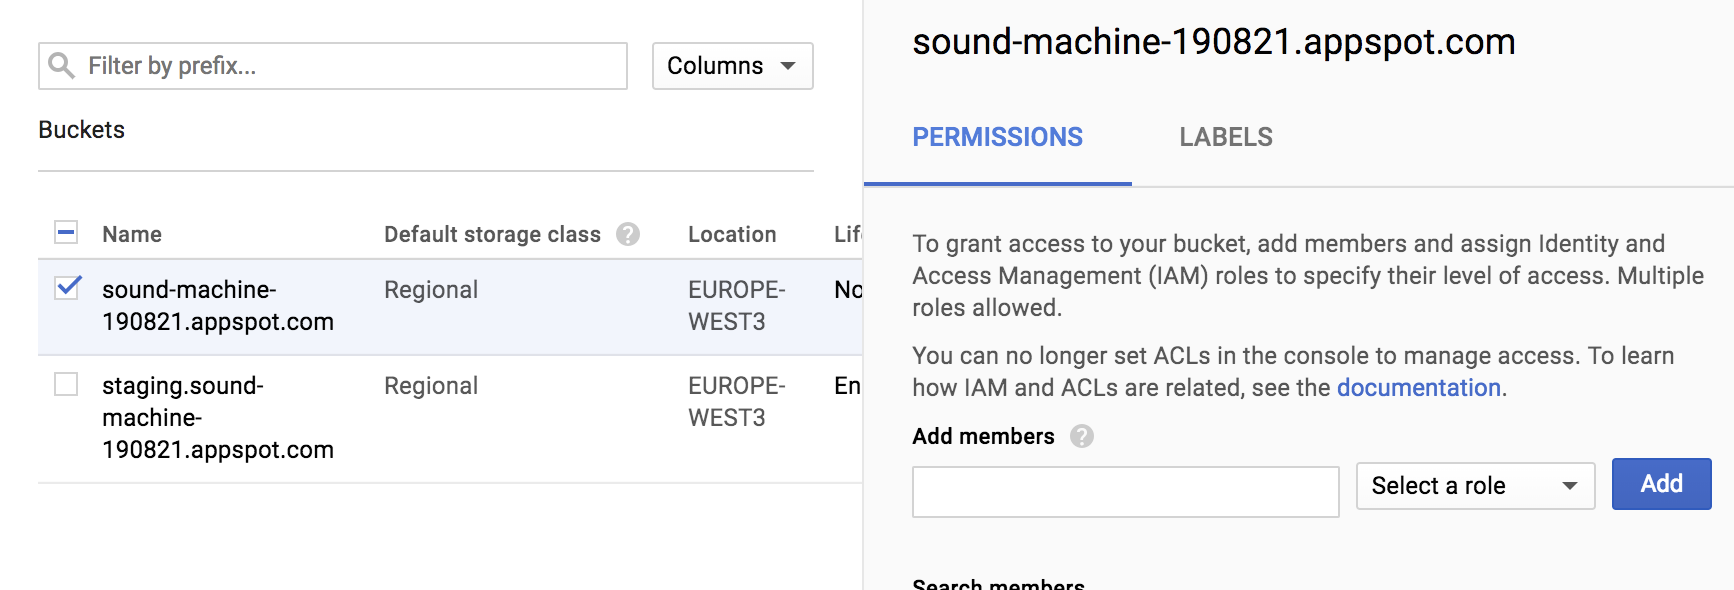 Filter by prefix...
Columns
Buckets
Name Default storage class ? Location
sound-machine-
190821.appspot.com
Regional
EUROPE-
WEST3
No
staging.sound-
machine-
190821.appspot.com
Regional
EUROPE-
WEST3
En
sound-machine-190821.appspot.com
PERMISSIONS LABELS
To grant access to your bucket, add members and assign Identity and
Access Management (IAM) roles to specify their level of access. Multiple
roles allowed.
You can no longer set ACLs in the console to manage access. To learn
how IAM and ACLs are related, see the documentation.
Add members ?
Select a role
Add
Search members